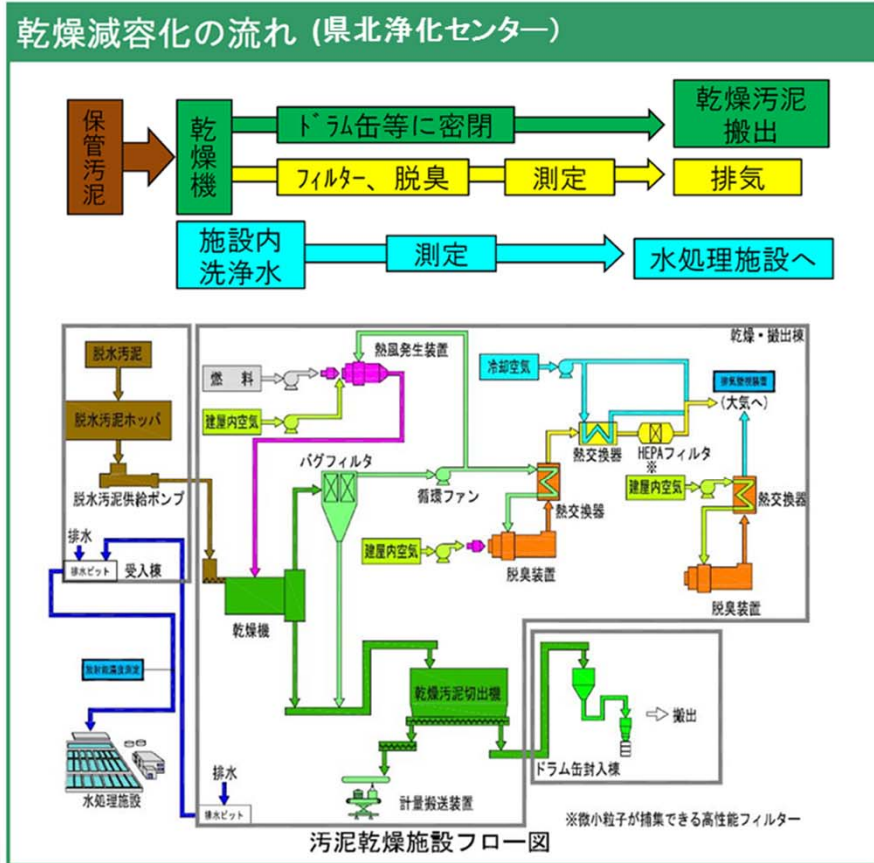 乾燥減容化の流れ (県北浄化センター)
保管汚泥
乾燥機
ドラム缶等に密閉
乾燥汚泥
搬出
フィルター、脱臭
測定
排気
施設内
洗浄水
測定
水処理施設へ
乾燥・搬出棟
脱水汚泥
脱水汚泥ホッパ
脱水汚泥供給ポンプ
排水
排水ピット
受入棟
放射能濃度測定
水処理施設
燃 料
熱風発生装置
建屋内空気
バグフィルタ
循環ファン
冷却空気
熱交換器
HEPAフィルタ
※
(大気へ)
建屋内空気
熱交換器
脱臭装置
建屋内空気
熱交換器
脱臭装置
乾燥機
乾燥汚泥切出機
計量搬送装置
排水
排水ピット
ドラム缶封入棟
搬出
※微小粒子が捕集できる高性能フィルター
汚泥乾燥施設フロー図